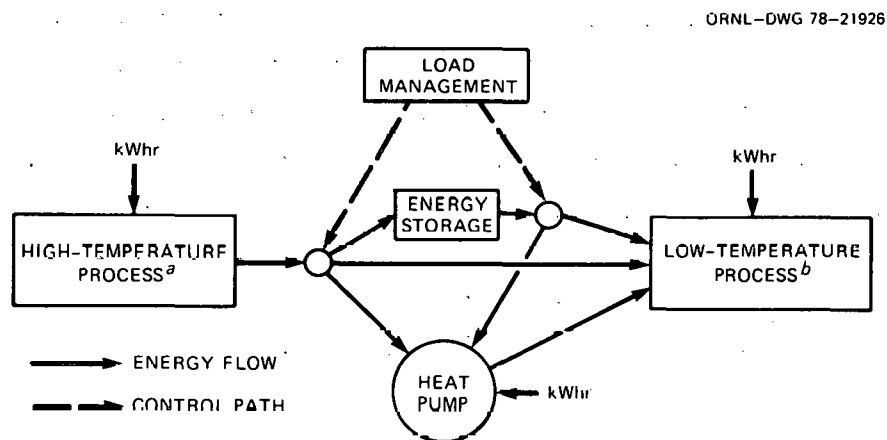 ORNL-DWG 78-21926
LOAD
MANAGEMENT
kWhr
kWhr
ENERGY
STORAGE
HIGH-TEMPERATURE
PROCESSa
LOW-TEMPERATURE
PROCESSb
ENERGY FLOW
HEAT
PUMP
kWhr
CONTROL PATH